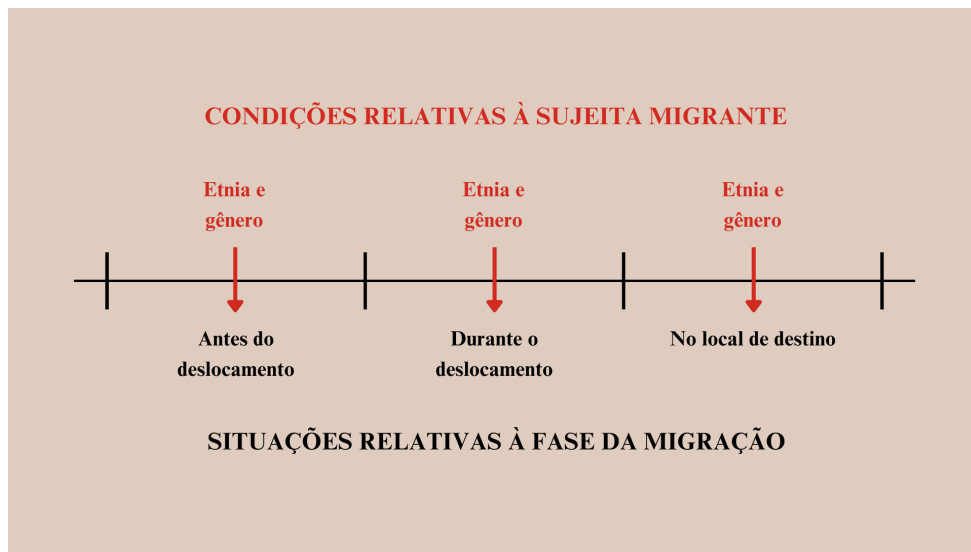 CONDIÇÕES RELATIVAS À SUJEITA MIGRANTE
Etnia e
gênero
Etnia e
gênero
Etnia e
gênero
Antes do
deslocamento
Durante o
deslocamento
No local de destino
SITUAÇÕES RELATIVAS À FASE DA MIGRAÇÃO